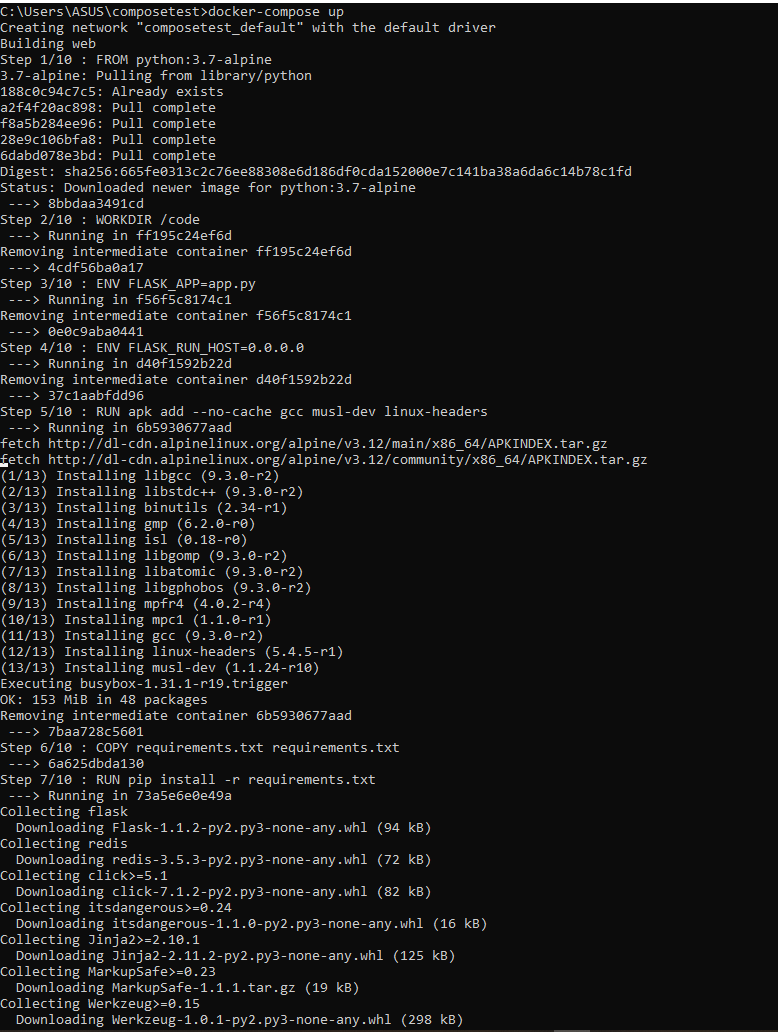 C:\Users\ASUS\composetest>docker-compose up
Creating network "composetest_default" with the default driver
Building web
Step 1/10 : FROM python:3.7-alpine
3.7-alpine: Pulling from library/python
188c0c94c7c5: Already exists
a2f4f20ac898: Pull complete
f8a5b284ee96: Pull complete
28e9c106bfa8: Pull complete
6dabd078e3bd: Pull complete
Digest: sha256:665fe0313c2c76ee88308e6d186df0cda152000e7c141ba38a6da6c14b78c1fd
Status: Downloaded newer image for python:3.7-alpine
 ---> 8bbdaa3491cd
Step 2/10 : WORKDIR /code
 ---> Running in ff195c24ef6d
Removing intermediate container ff195c24ef6d
 ---> 4cdf56ba0a17
Step 3/10 : ENV FLASK_APP=app.py
 ---> Running in f56f5c8174c1
Removing intermediate container f56f5c8174c1
 ---> 0e0c9aba0441
Step 4/10 : ENV FLASK_RUN_HOST=0.0.0.0
 ---> Running in d40f1592b22d
Removing intermediate container d40f1592b22d
 ---> 37c1aabfdd96
Step 5/10 : RUN apk add --no-cache gcc musl-dev linux-headers
 ---> Running in 6b5930677aad
fetch http://dl-cdn.alpinelinux.org/alpine/v3.12/main/x86_64/APKINDEX.tar.gz
fetch http://dl-cdn.alpinelinux.org/alpine/v3.12/community/x86_64/APKINDEX.tar.gz
(1/13) Installing libgcc (9.3.0-r2)
(2/13) Installing libstdc++ (9.3.0-r2)
(3/13) Installing binutils (2.34-r1)
(4/13) Installing gmp (6.2.0-r0)
(5/13) Installing isl (0.18-r0)
(6/13) Installing libgomp (9.3.0-r2)
(7/13) Installing libatomic (9.3.0-r2)
(8/13) Installing libgphobos (9.3.0-r2)
(9/13) Installing mpfr4 (4.0.2-r4)
(10/13) Installing mpc1 (1.1.0-r1)
(11/13) Installing gcc (9.3.0-r2)
(12/13) Installing linux-headers (5.4.5-r1)
(13/13) Installing musl-dev (1.1.24-r10)
Executing busybox-1.31.1-r19.trigger
OK: 153 MiB in 48 packages
Removing intermediate container 6b5930677aad
 ---> 7baa728c5601
Step 6/10 : COPY requirements.txt requirements.txt
 ---> 6a625dbda130
Step 7/10 : RUN pip install -r requirements.txt
 ---> Running in 73a5e6e0e49a
Collecting flask
  Downloading Flask-1.1.2-py2.py3-none-any.whl (94 kB)
Collecting redis
  Downloading redis-3.5.3-py2.py3-none-any.whl (72 kB)
Collecting click>=5.1
  Downloading click-7.1.2-py2.py3-none-any.whl (82 kB)
Collecting itsdangerous>=0.24
  Downloading itsdangerous-1.1.0-py2.py3-none-any.whl (16 kB)
Collecting Jinja2>=2.10.1
  Downloading Jinja2-2.11.2-py2.py3-none-any.whl (125 kB)
Collecting MarkupSafe>=0.23
  Downloading MarkupSafe-1.1.1.tar.gz (19 kB)
Collecting Werkzeug>=0.15
  Downloading Werkzeug-1.0.1-py2.py3-none-any.whl (298 kB)